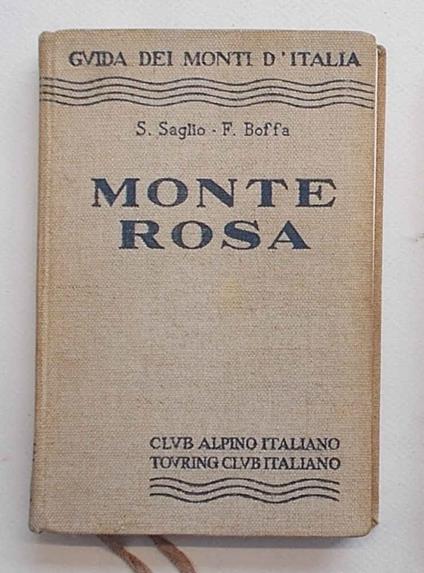 GVIDA DEI MONTI D'ITALIA
S. Saglio - F. Boffa
MONTE
ROSA
CLVB ALPINO ITALIANO
TOVRING CLVB ITALIANO